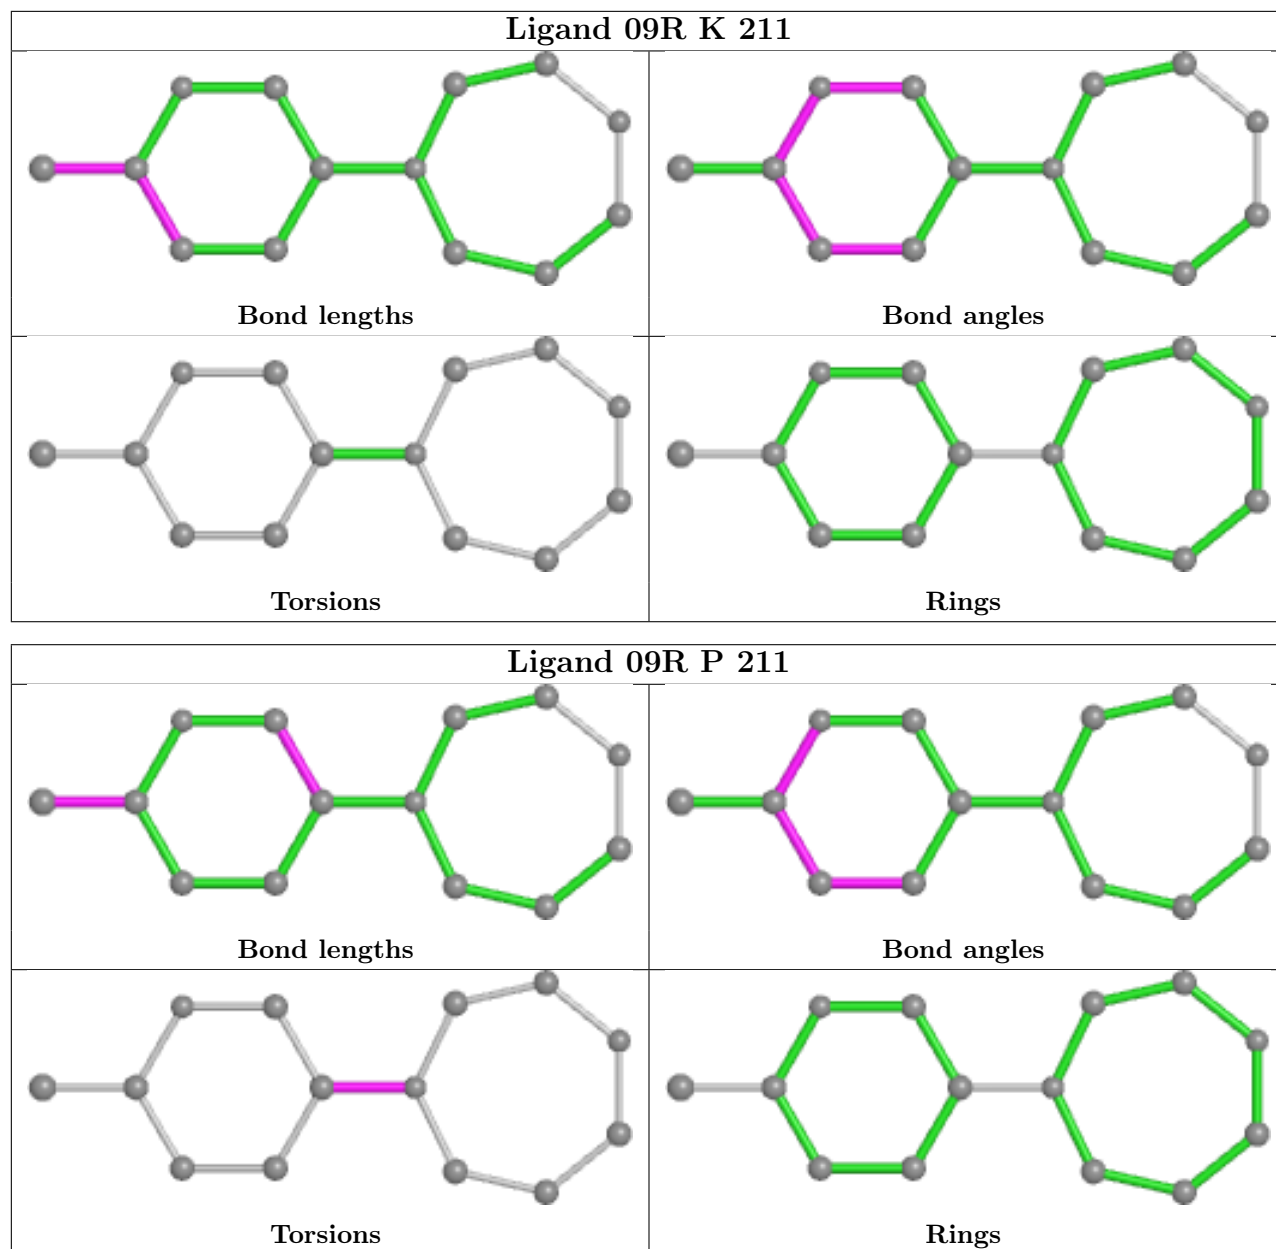 Ligand 09R K 211
Bond lengths
Bond angles
Torsions
Rings
Ligand 09R P 211
Bond lengths
Bond angles
Torsions
Rings